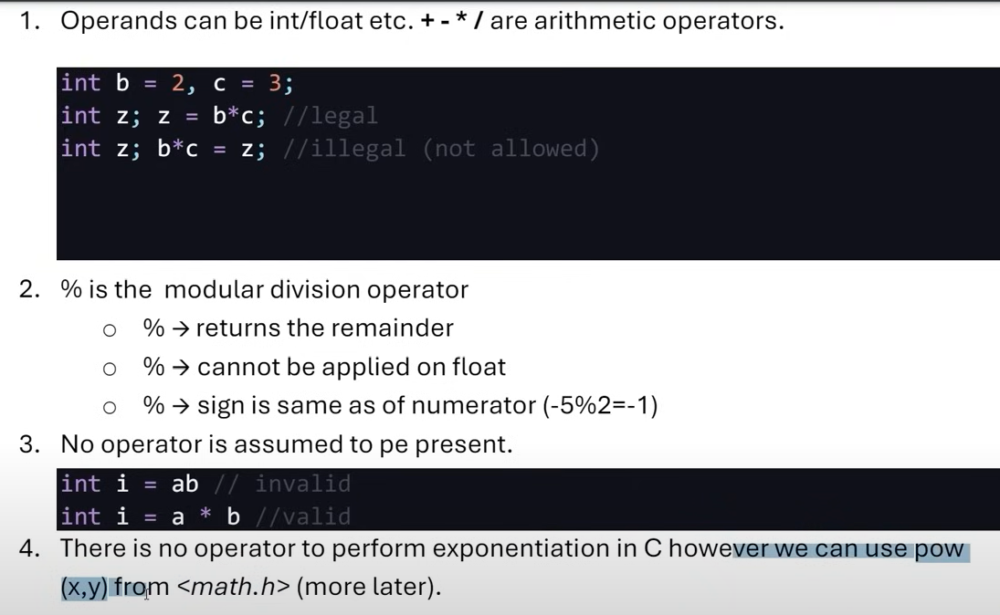 1. Operands can be int/float etc. + - * / are arithmetic operators.
int b = 2, c = 3;
int z; z = b*c; //legal
int z; b*c = z; //illegal (not allowed)
2. % is the modular division operator
○ % → returns the remainder
○ % → cannot be applied on float
○ % → sign is same as of numerator (-5%2=-1)
3. No operator is assumed to pe present.
int i = ab // invalid
int i = a * b //valid
4. There is no operator to perform exponentiation in C however we can use pow
(x,y) from <math.h> (more later).